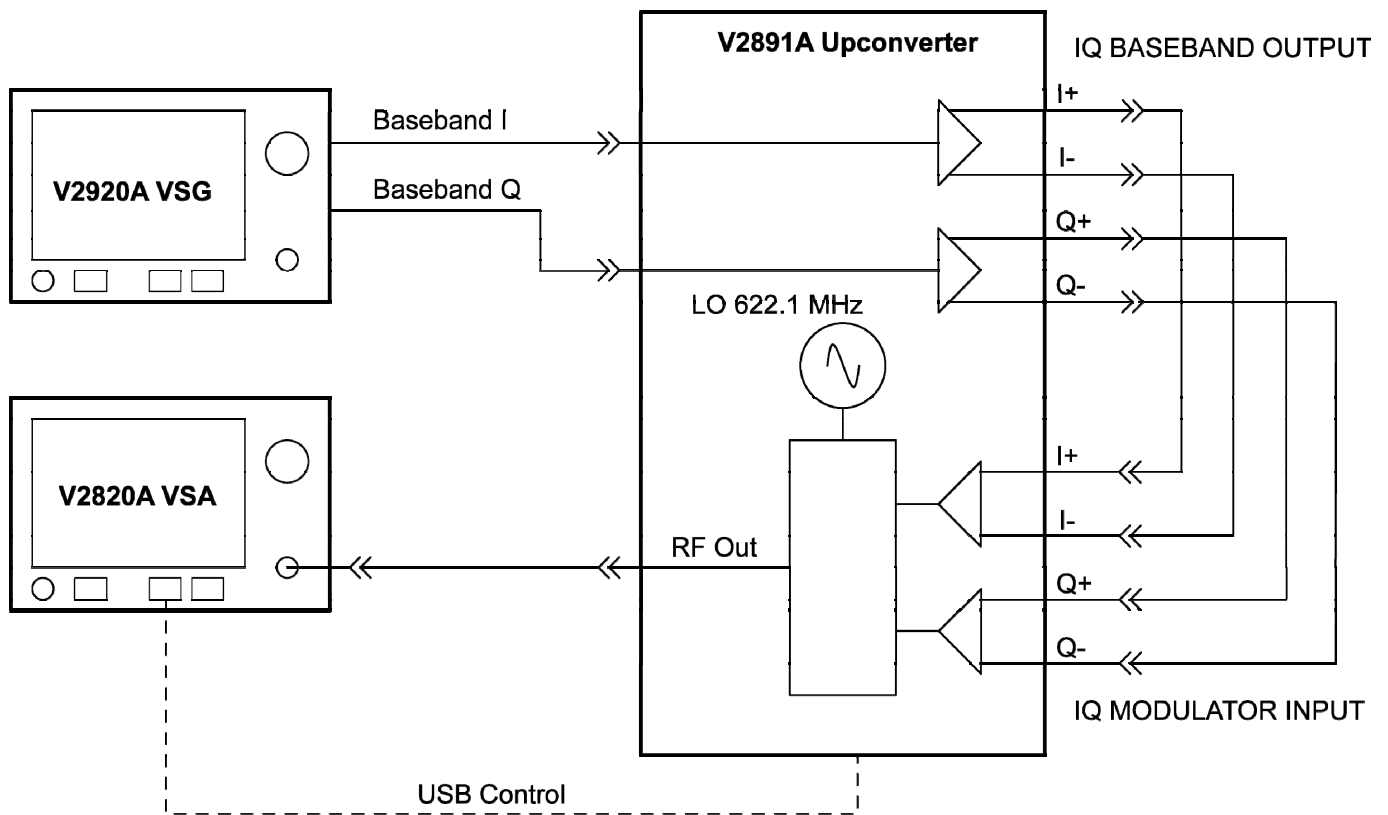 V2891A Upconverter
IQ BASEBAND OUTPUT
I+
Baseband I
I-
V2920A VSG
Baseband Q
Q+
Q-
LO 622.1 MHz
I+
V2820A VSA
I-
RF Out
Q+
Q-
IQ MODULATOR INPUT
USB Control